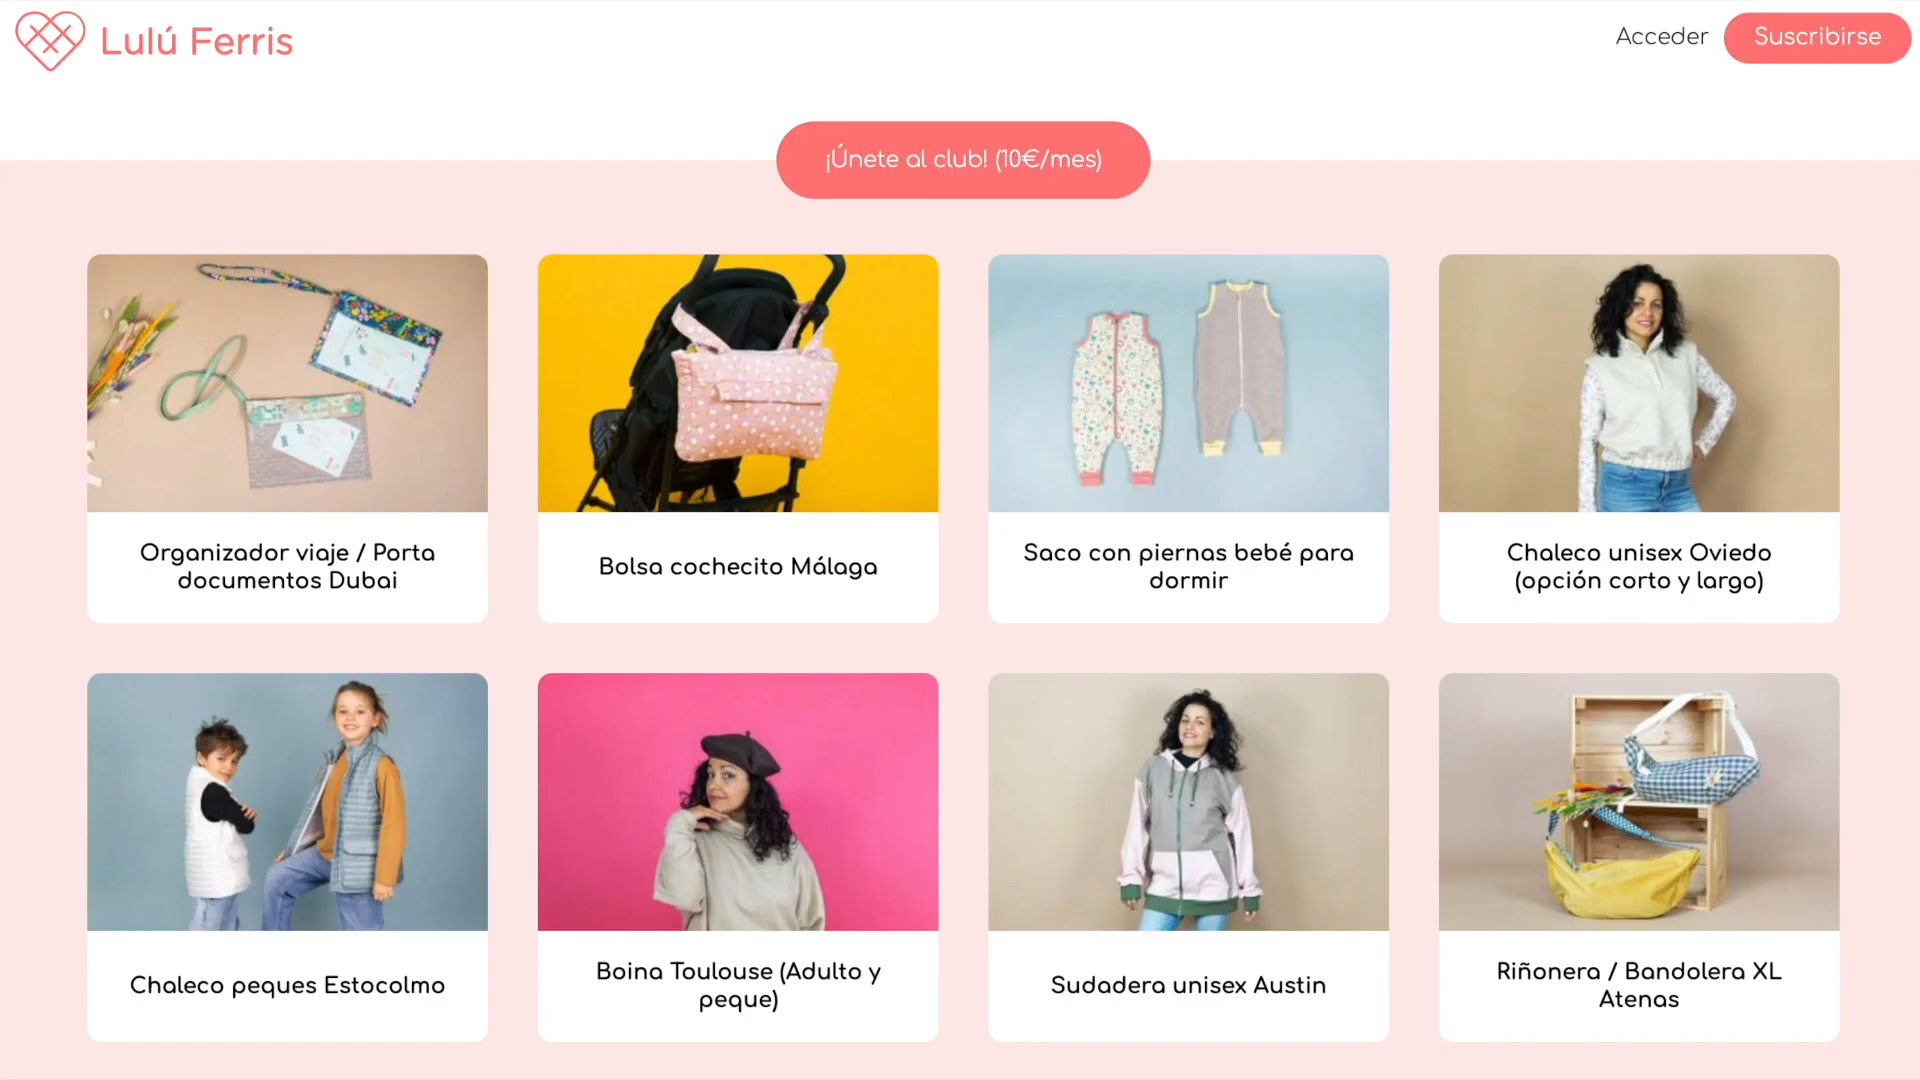 Lulú Ferris
Acceder
Suscribirse
¡Únete al club! (10€/mes)
Organizador viaje / Porta
documentos Dubai
Bolsa cochecito Málaga
Saco con piernas bebé para
dormir
Chaleco unisex Oviedo
(opción corto y largo)
Chaleco peques Estocolmo
Boina Toulouse (Adulto y
peque)
Sudadera unisex Austin
Riñonera / Bandolera XL
Atenas